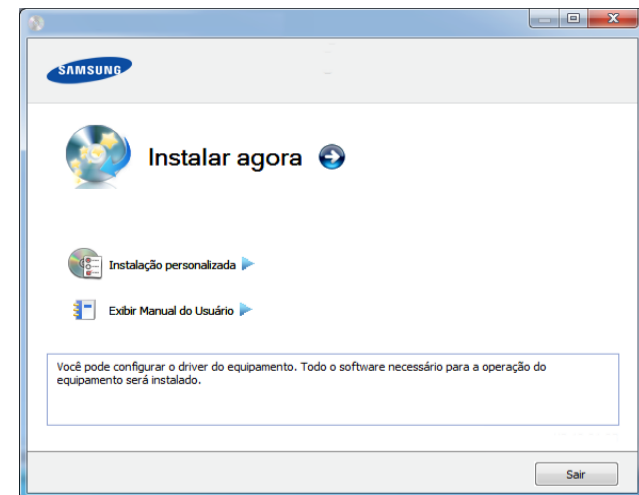 SAMSUNG
Instalar agora
Instalação personalizada
Exibir Manual do Usuário
Você pode configurar o driver do equipamento. Todo o software necessário para a operação do
equipamento será instalado.
Sair